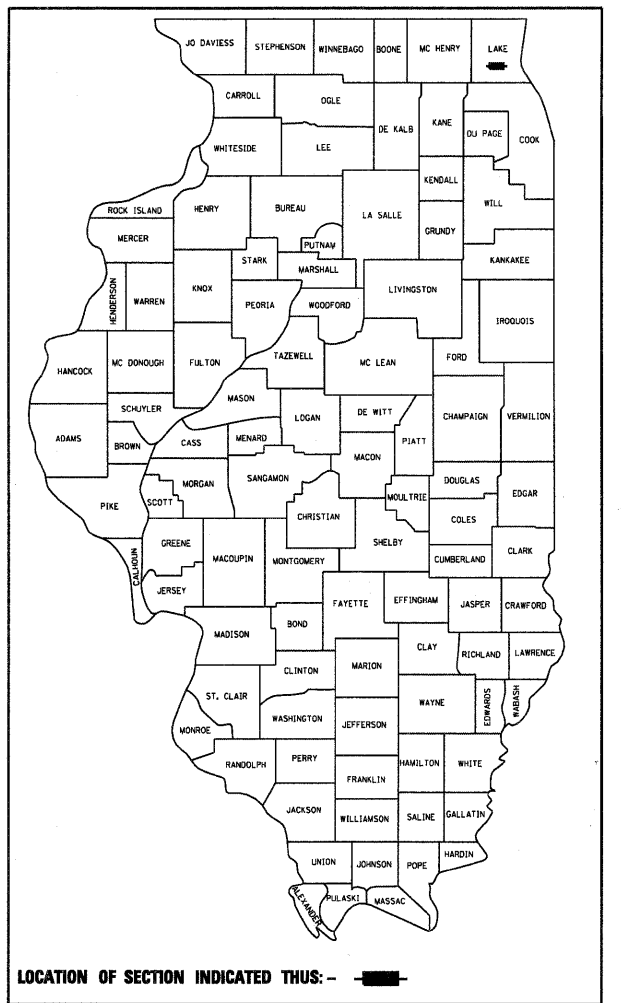 JO DAVIESS
STEPHENSON
WINNEBAGO
BOONE
MC HENRY
LAKE
CARROLL
OGLE
DE KALB
KANE
DU PAGE
COOK
WHITESIDE
LEE
KENDALL
WILL
ROCK ISLAND
HENRY
BUREAU
LA SALLE
GRUNDY
MERCER
PUTNAM
STARK
MARSHALL
KANKAKEE
HENDERSON
WARREN
KNOX
PEORIA
WOODFORD
LIVINGSTON
IROQUOIS
HANCOCK
MC DONOUGH
FULTON
TAZEWELL
MC LEAN
FORD
MASON
SCHUYLER
LOGAN
DE WITT
CHAMPAIGN
VERMILION
ADAMS
BROWN
CASS
MENARD
PIATT
MACON
PIKE
SCOTT
MORGAN
SANGAMON
MOULTRIE
DOUGLAS
EDGAR
CHRISTIAN
COLES
CALHOUN
GREENE
MACOUPIN
MONTGOMERY
SHELBY
CUMBERLAND
CLARK
JERSEY
FAYETTE
EFFINGHAM
JASPER
CRAWFORD
MADISON
BOND
CLAY
RICHLAND
LAWRENCE
CLINTON
MARION
ST. CLAIR
WAYNE
EDWARDS
WABASH
MONROE
WASHINGTON
JEFFERSON
RANDOLPH
PERRY
HAMILTON
WHITE
FRANKLIN
JACKSON
WILLIAMSON
SALINE
GALLATIN
UNION
JOHNSON
POPE
HARDIN
ALEXANDER
PULASKI
MASSAC
LOCATION OF SECTION INDICATED THUS: -